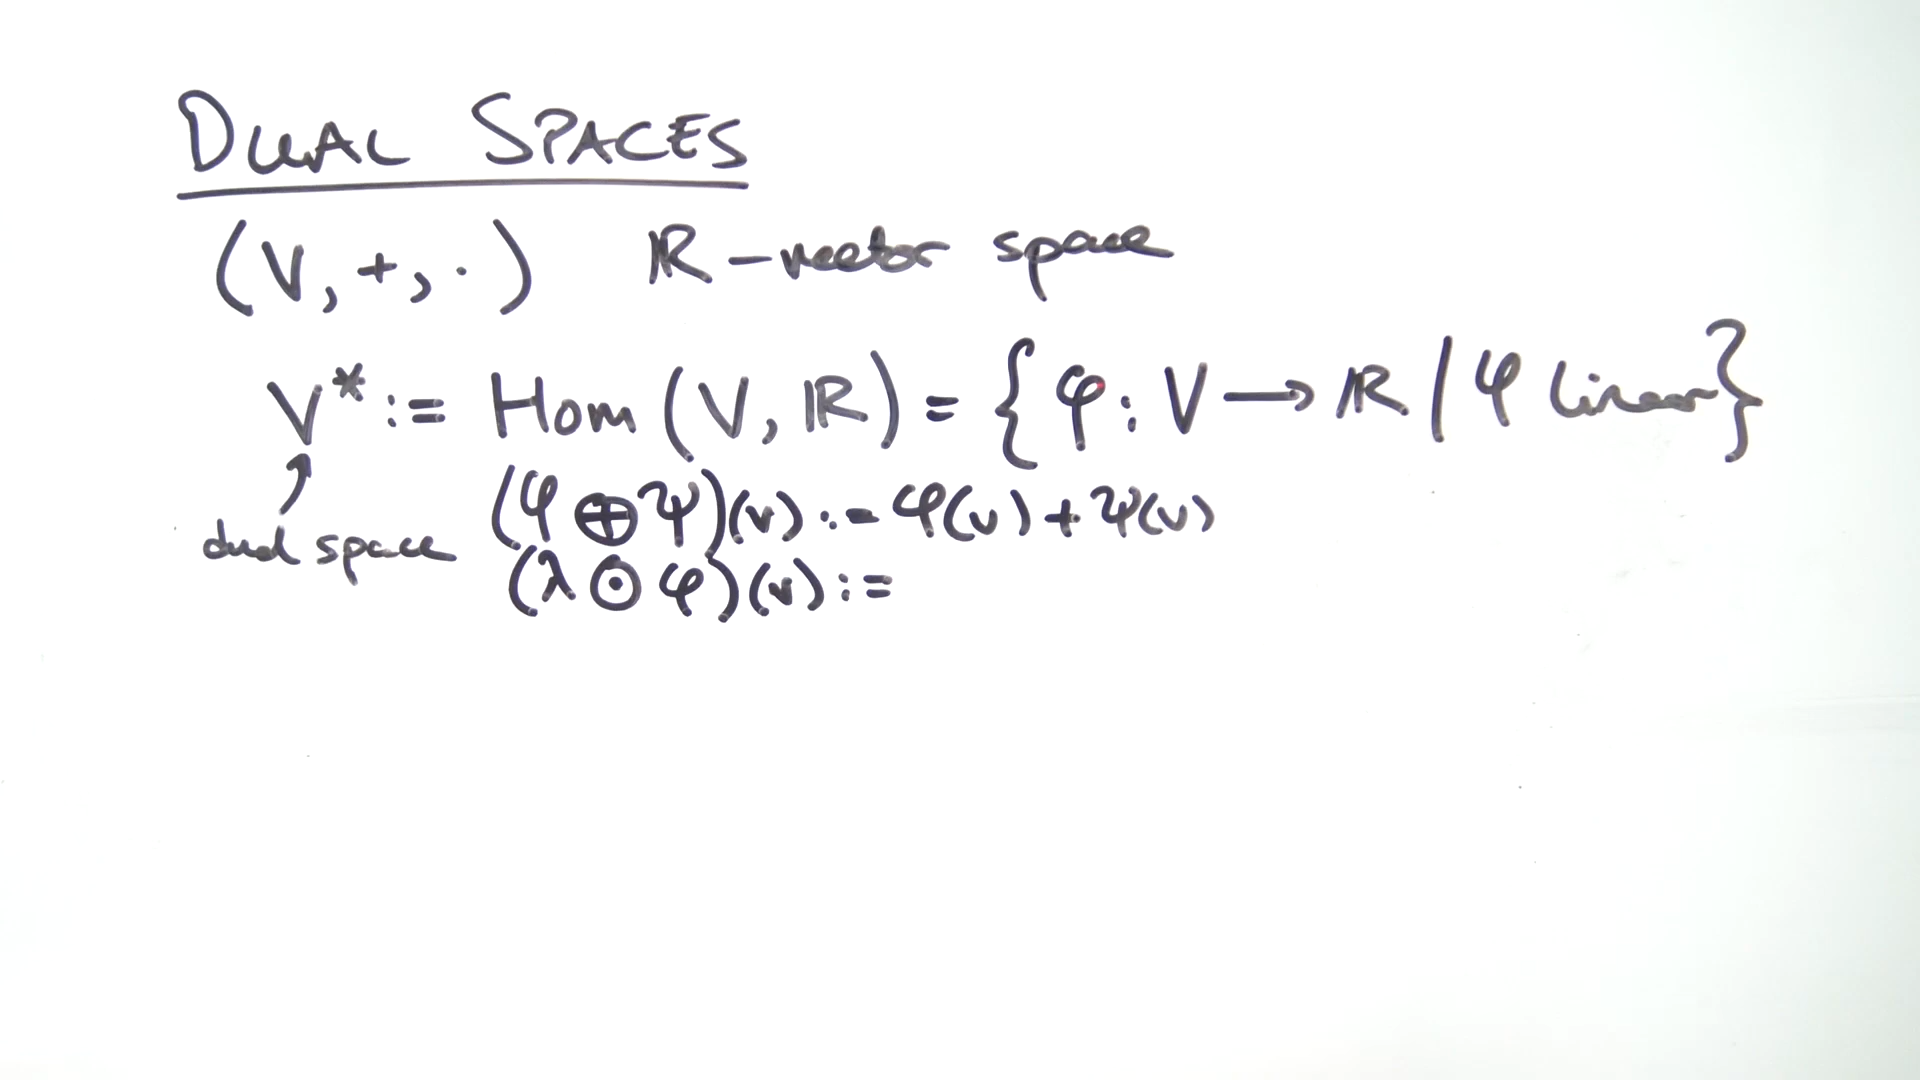 DUAL SPACES
(V, +, ·) ℝ-vector space
V* := Hom (V, ℝ) = { φ : V → ℝ | φ linear }
(φ ⊕ ψ)(v) := φ(v) + ψ(v)
dual space
(λ ⊙ φ)(v) :=